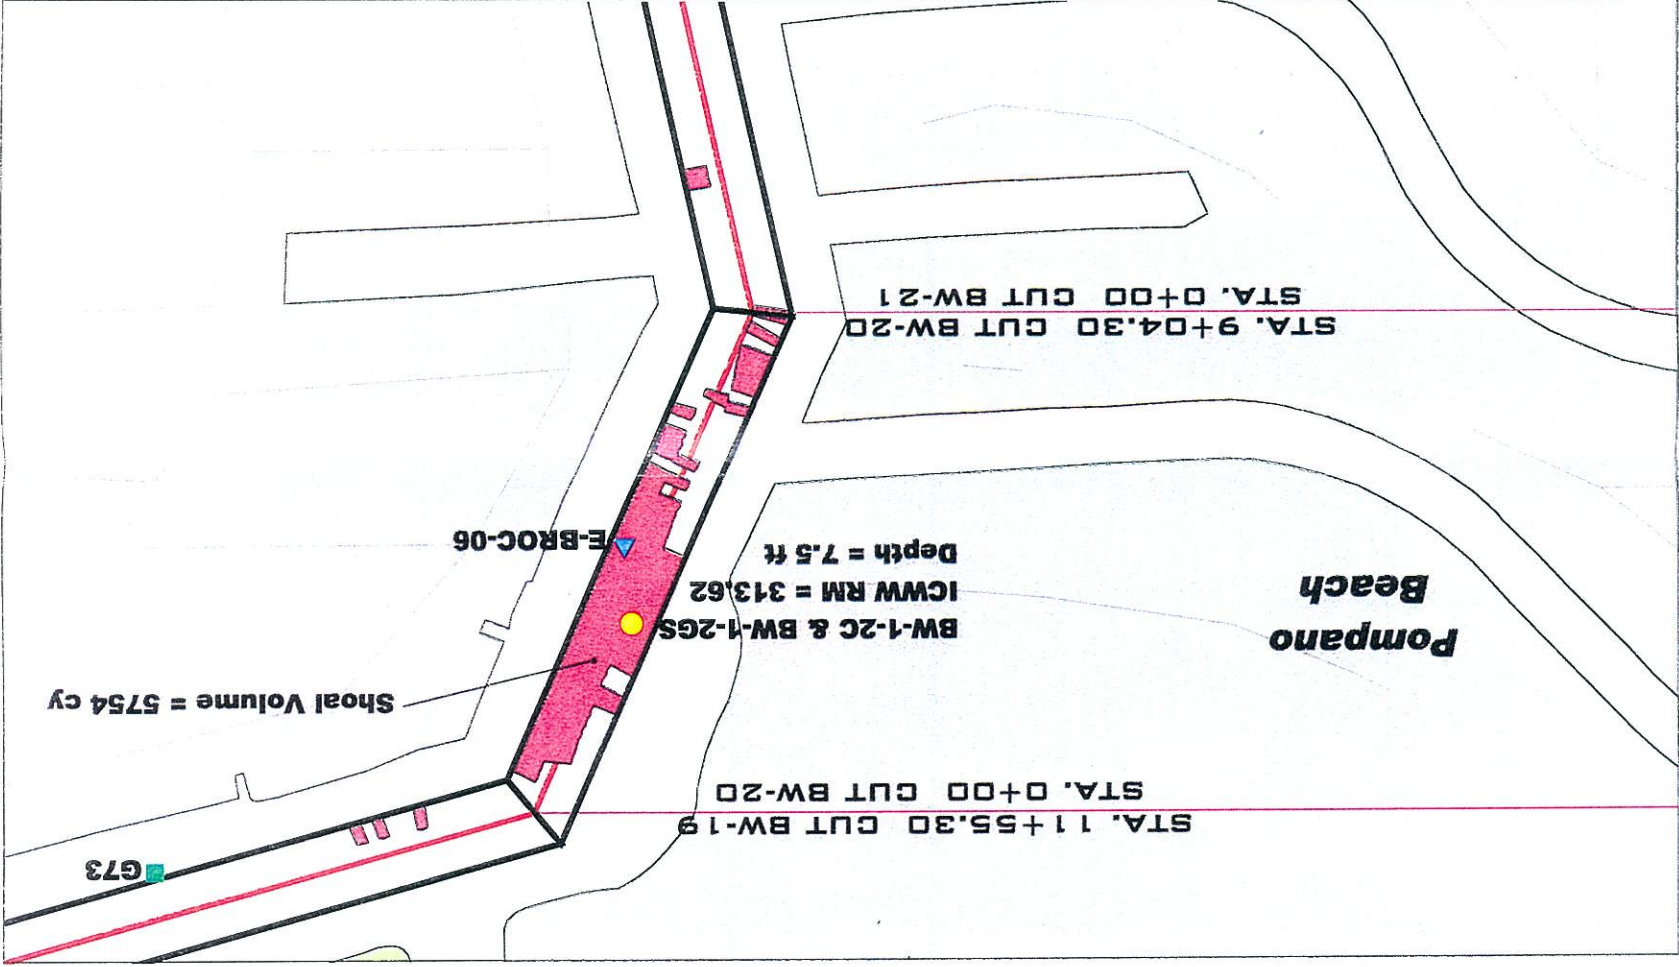 G73
STA. 11+55.30 CUT BW-19
STA. 0+00 CUT BW-20
Shoal Volume = 5754 cy
Pompano
Beach
BW-1-2C & BW-1-2GS
ICWW RM = 313.62
Depth = 7.5 ft
E-BROC-06
STA. 9+04.30 CUT BW-20
STA. 0+00 CUT BW-21